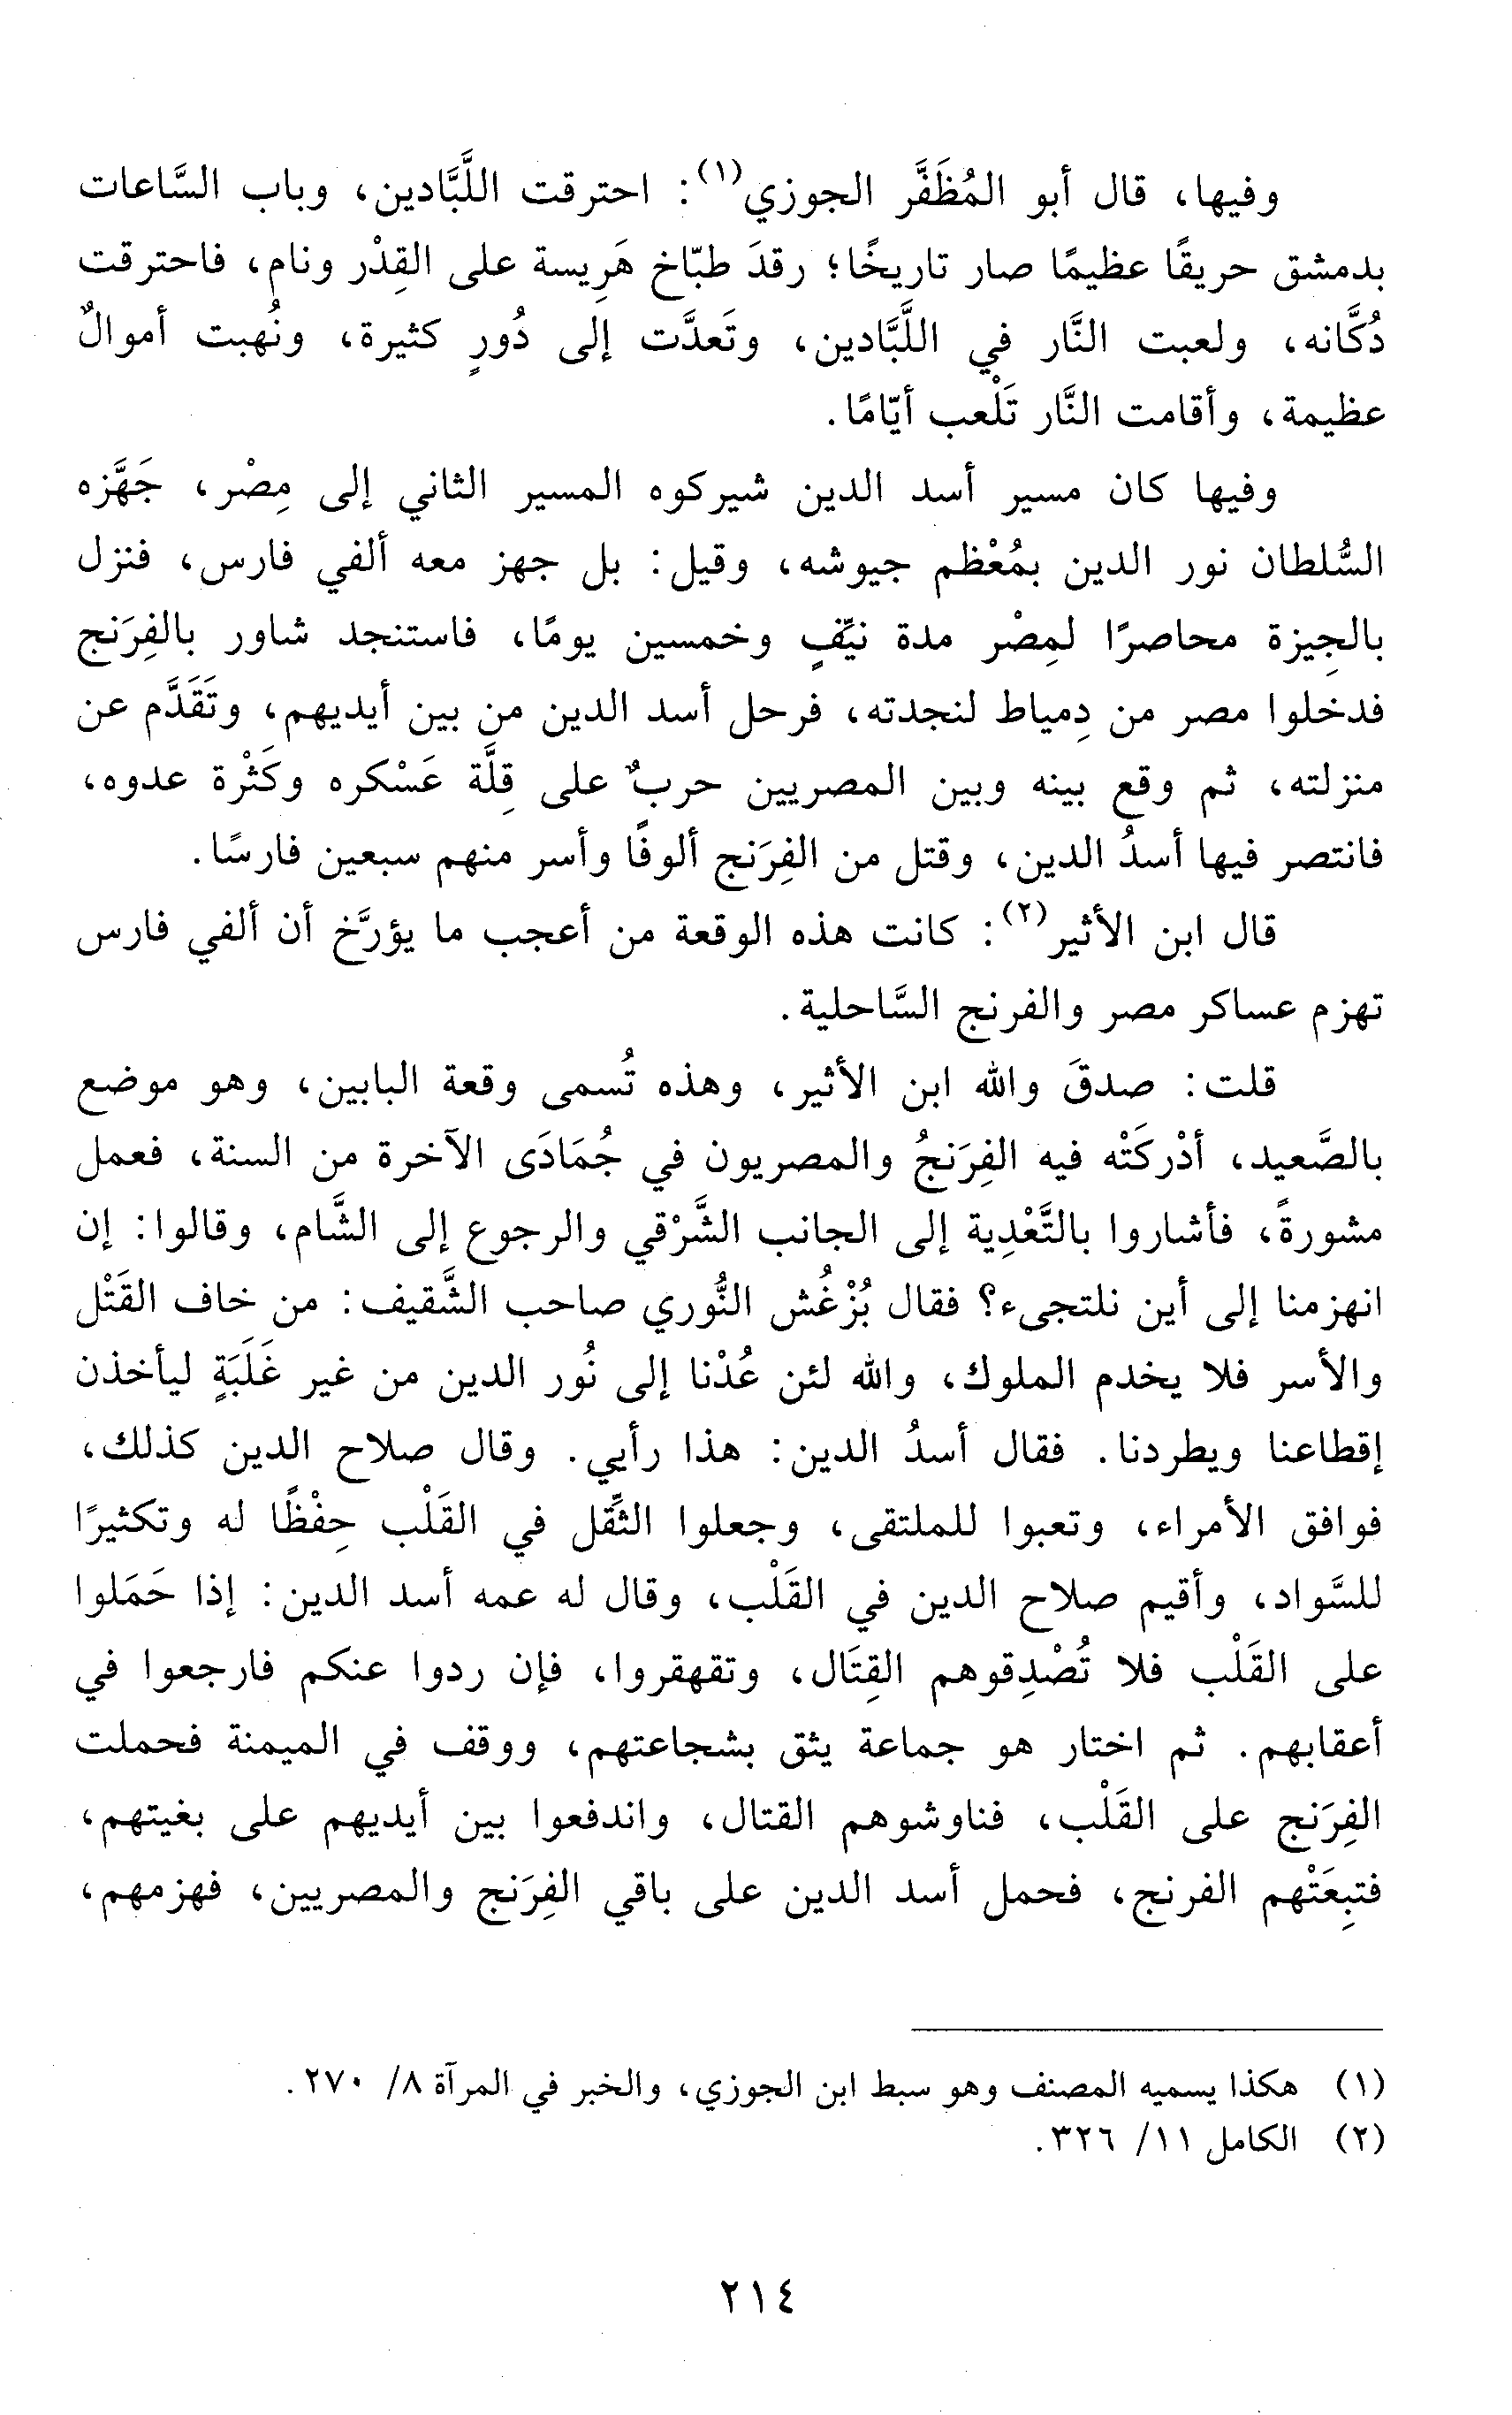 وفيها، قال أبو المُظَفَّر الجوزي(١): احترقت اللَّبَّادين، وباب السَّاعات
بدمشق حريقًا عظيمًا صار تاريخًا؛ رقدَ طبّاخ هَرِيسة على القِدْر ونام، فاحترقت
دُكَّانه، ولعبت النَّار في اللَّبَّادين، وتَعدَّت إلى دُورٍ كثيرة، ونُهبت أموالٌ
عظيمة، وأقامت النَّار تَلْعب أيّامًا.
وفيها كان مسير أسد الدين شيركوه المسير الثاني إلى مِصْر، جَهَّزه
السُّلطان نور الدين بمُعْظم جيوشه، وقيل: بل جهز معه ألفي فارس، فنزل
بالجِيزة محاصرًا لمِصْر مدة نيِّفٍ وخمسين يومًا، فاستنجد شاور بالفِرَنج
فدخلوا مصر من دِمياط لنجدته، فرحل أسد الدين من بين أيديهم، وتَقَدَّم عن
منزلته، ثم وقع بينه وبين المصريين حربٌ على قِلَّة عَسْكره وكَثْرة عدوه،
فانتصر فيها أسدُ الدين، وقتل من الفِرَنج ألوفًا وأسر منهم سبعين فارسًا.
قال ابن الأثير(٢): كانت هذه الوقعة من أعجب ما يؤرَّخ أن ألفي فارس
تهزم عساكر مصر والفرنج السَّاحلية.
قلت: صدقَ والله ابن الأثير، وهذه تُسمى وقعة البابين، وهو موضع
بالصَّعيد، أدْركَتْه فيه الفِرَنجُ والمصريون في جُمَادَى الآخرة من السنة، فعمل
مشورةً، فأشاروا بالتَّعْدِية إلى الجانب الشَّرْقي والرجوع إلى الشَّام، وقالوا: إن
انهزمنا إلى أين نلتجىء؟ فقال بُزْغُش النُّوري صاحب الشَّقيف: من خاف القَتْل
والأسر فلا يخدم الملوك، والله لئن عُدْنا إلى نُور الدين من غير غَلَبَةٍ ليأخذن
إقطاعنا ويطردنا. فقال أسدُ الدين: هذا رأيي. وقال صلاح الدين كذلك،
فوافق الأمراء، وتعبوا للملتقى، وجعلوا الثِّقل في القَلْب حِفْظًا له وتكثيرًا
للسَّواد، وأقيم صلاح الدين في القَلْب، وقال له عمه أسد الدين: إذا حَمَلوا
على القَلْب فلا تُصْدِقوهم القِتَال، وتقهقروا، فإن ردوا عنكم فارجعوا في
أعقابهم. ثم اختار هو جماعة يثق بشجاعتهم، ووقف في الميمنة فحملت
الفِرَنج على القَلْب، فناوشوهم القتال، واندفعوا بين أيديهم على بغيتهم،
فتبِعَتْهم الفرنج، فحمل أسد الدين على باقي الفِرَنج والمصريين، فهزمهم،
(١) هكذا يسميه المصنف وهو سبط ابن الجوزي، والخبر في المرآة ٨/ ٢٧٠.
(٢) الكامل ١١/ ٣٢٦.
٢١٤